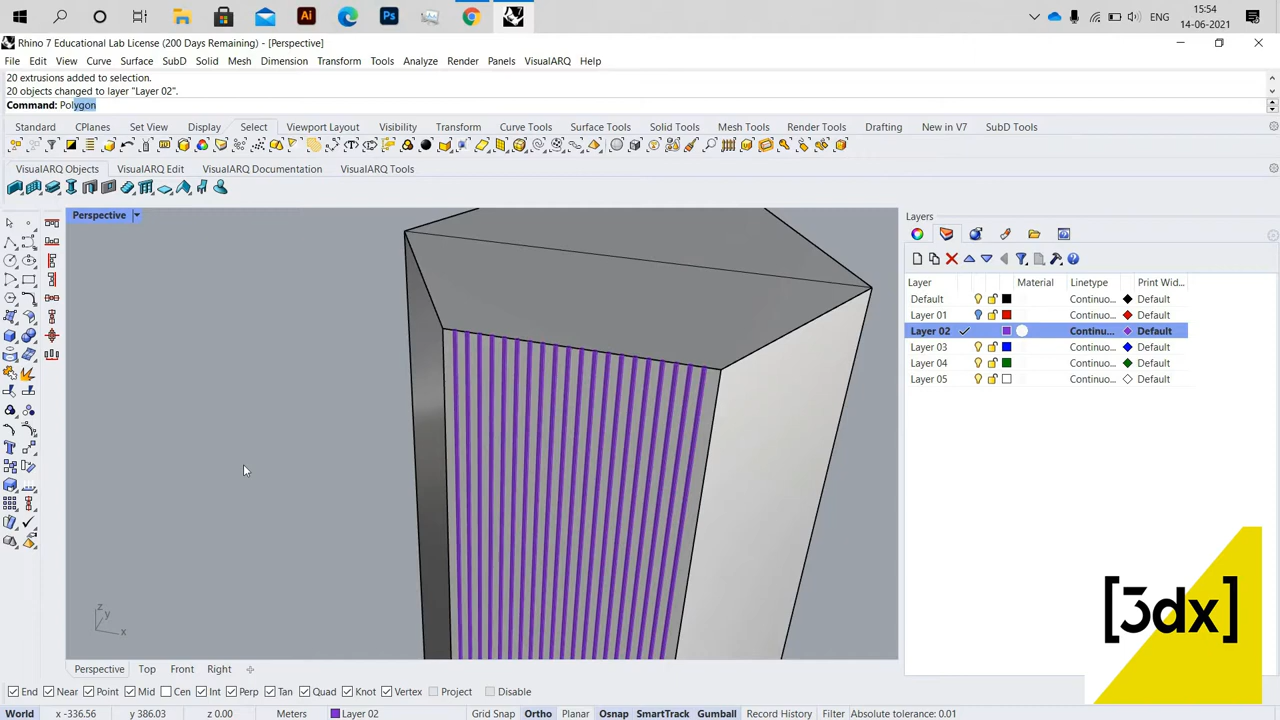 15:54
ENG
14-06-2021
Rhino 7 Educational Lab License (200 Days Remaining) - [Perspective]
File Edit View Curve Surface SubD Solid Mesh Dimension Transform Tools Analyze Render Panels VisualARQ Help
20 extrusions added to selection.
20 objects changed to layer "Layer 02".
Command: Polygon
Standard CPlanes Set View Display Select Viewport Layout Visibility Transform Curve Tools Surface Tools Solid Tools Mesh Tools Render Tools Drafting New in V7 SubD Tools
VisualARQ Objects VisualARQ Edit VisualARQ Documentation VisualARQ Tools
Perspective
Layers
Layer Material Linetype Print Wid...
Default Continuo... Default
Layer 01 Continuo... Default
Layer 02 Continu... Default
Layer 03 Continuo... Default
Layer 04 Continuo... Default
Layer 05 Continuo... Default
[3dx]
z
y
x
Perspective Top Front Right
End Near Point Mid Cen Int Perp Tan Quad Knot Vertex Project Disable
World x -336.56 y 386.03 z 0.00 Meters Layer 02 Grid Snap Ortho Planar Osnap SmartTrack Gumball Record History Filter Absolute tolerance: 0.01